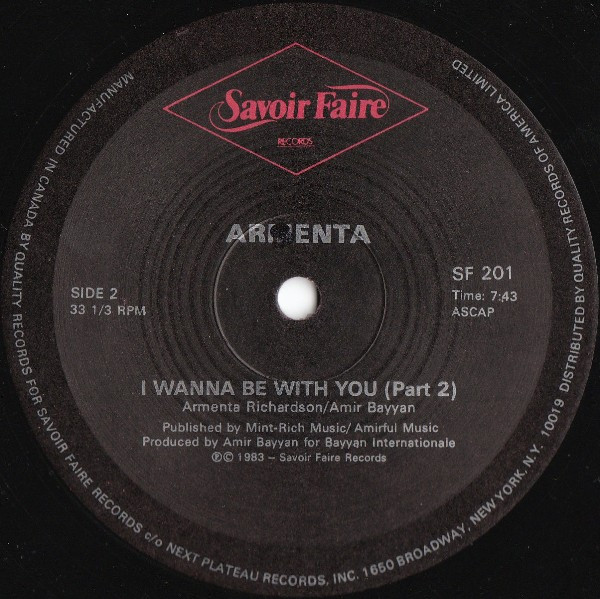 Savoir Faire
RECORDS
ARMENTA
SIDE 2
33 1/3 RPM
SF 201
Time: 7:43
ASCAP
I WANNA BE WITH YOU (Part 2)
Armenta Richardson/Amir Bayyan
Published by Mint-Rich Music/Amirful Music
Produced by Amir Bayyan for Bayyan Internationale
℗© 1983 – Savoir Faire Records
MANUFACTURED IN CANADA BY QUALITY RECORDS FOR SAVOIR FAIRE RECORDS c/o NEXT PLATEAU RECORDS, INC. 1650 BROADWAY, NEW YORK, N.Y. 10019 DISTRIBUTED BY QUALITY RECORDS OF AMERICA LIMITED